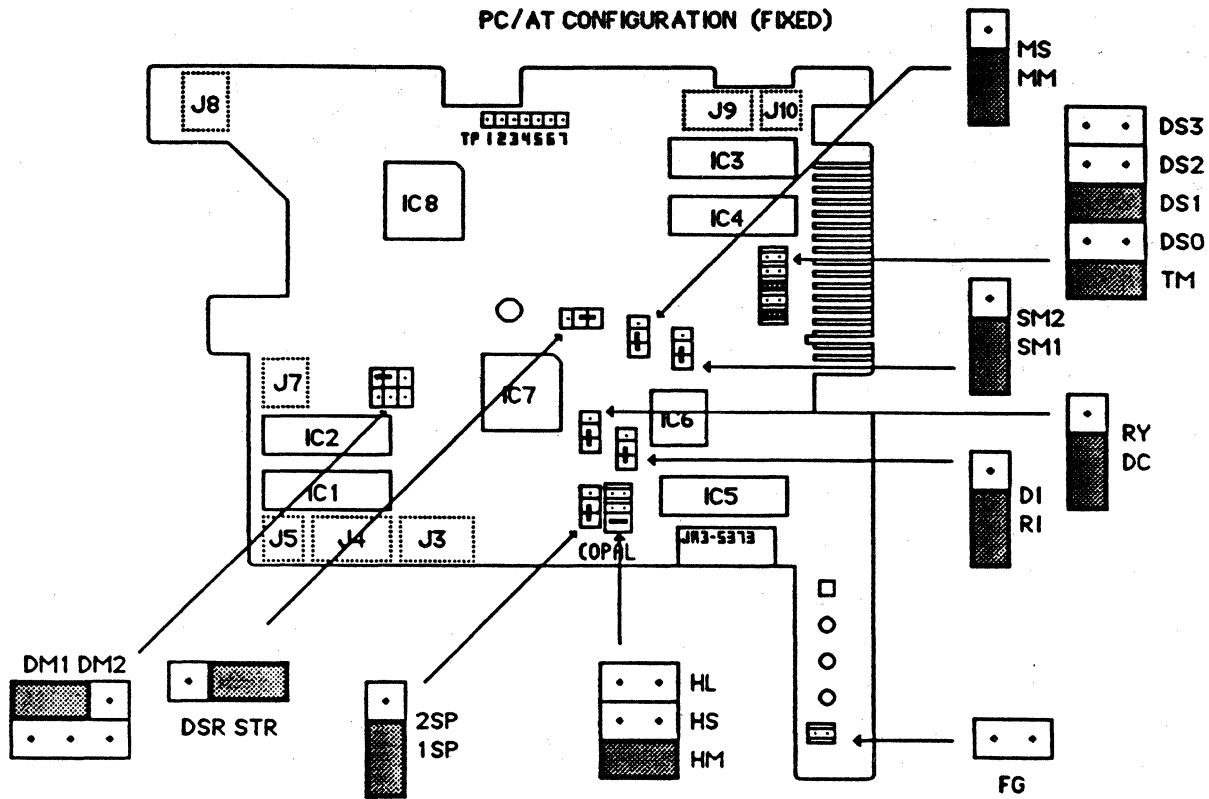 PC/AT CONFIGURATION (FIXED)
MS
MM
J8
J9
J10
TP 1234567
DS3
DS2
DS1
DS0
TM
IC3
IC8
IC4
SM2
SM1
J7
IC7
IC6
IC2
RY
DC
IC1
IC5
DI
RI
J5
J4
J3
COPAL
JW3-5373
DM1 DM2
DSR STR
2SP
1SP
HL
HS
HM
FG